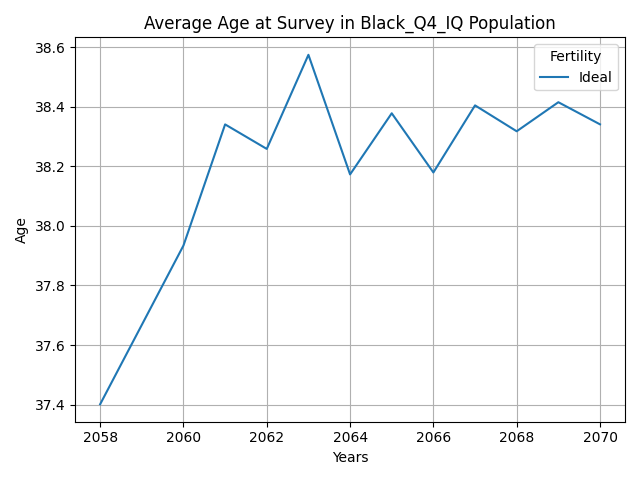 Average Age at Survey in Black_Q4_IQ Population
Fertility
Ideal
38.6
38.4
38.2
38.0
37.8
37.6
37.4
Age
2058 2060 2062 2064 2066 2068 2070
Years